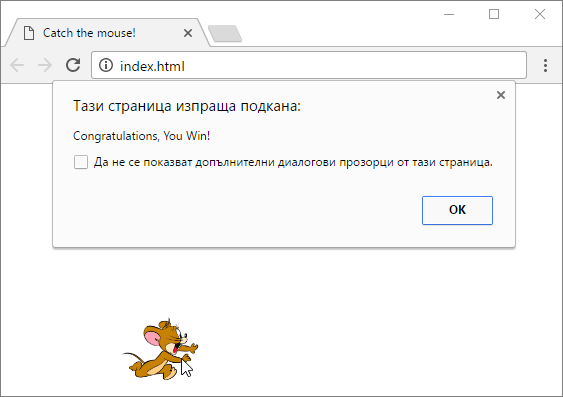 Catch the mouse!
index.html
Тази страница изпраща подкана:
Congratulations, You Win!
Да не се показват допълнителни диалогови прозорци от тази страница.
ОК